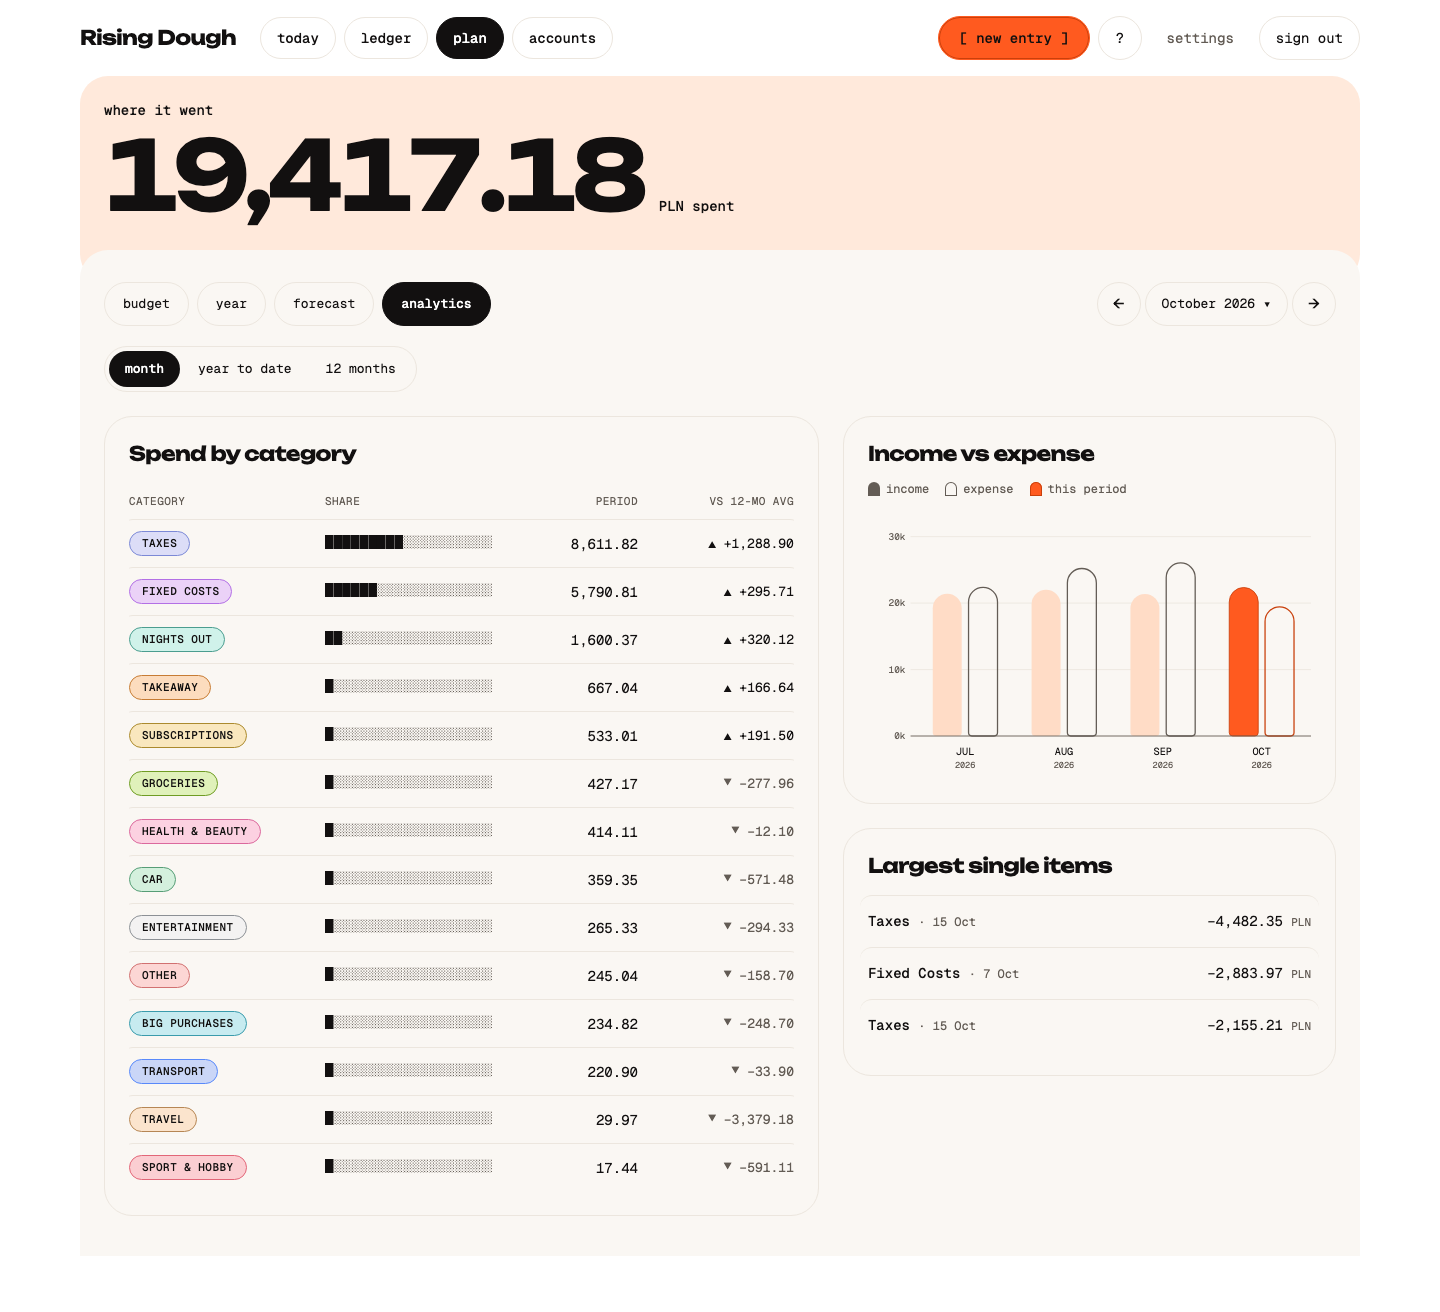 Rising Dough
today
ledger
plan
accounts
[ new entry ]
?
settings
sign out
where it went
19,417.18 PLN spent
budget
year
forecast
analytics
← October 2026 ▾ →
month
year to date
12 months
Spend by category
CATEGORY SHARE PERIOD VS 12-MO AVG
TAXES 8,611.82 ▲ +1,288.90
FIXED COSTS 5,790.81 ▲ +295.71
NIGHTS OUT 1,600.37 ▲ +320.12
TAKEAWAY 667.04 ▲ +166.64
SUBSCRIPTIONS 533.01 ▲ +191.50
GROCERIES 427.17 ▼ −277.96
HEALTH & BEAUTY 414.11 ▼ −12.10
CAR 359.35 ▼ −571.48
ENTERTAINMENT 265.33 ▼ −294.33
OTHER 245.04 ▼ −158.70
BIG PURCHASES 234.82 ▼ −248.70
TRANSPORT 220.90 ▼ −33.90
TRAVEL 29.97 ▼ −3,379.18
SPORT & HOBBY 17.44 ▼ −591.11
Income vs expense
income expense this period
30k
20k
10k
0k
JUL AUG SEP OCT
2026 2026 2026 2026
Largest single items
Taxes · 15 Oct −4,482.35 PLN
Fixed Costs · 7 Oct −2,883.97 PLN
Taxes · 15 Oct −2,155.21 PLN